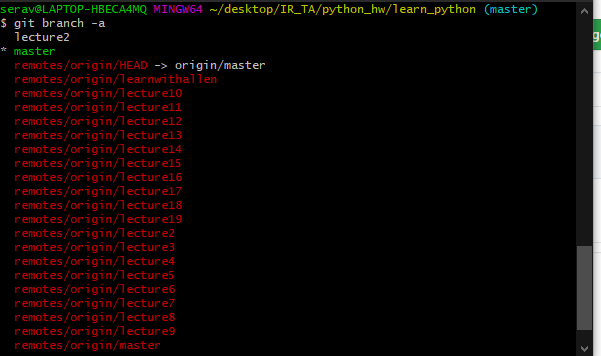 serav@LAPTOP-HBECA4MQ MINGW64 ~/desktop/IR_TA/python_hw/learn_python (master)
$ git branch -a
  lecture2
* master
  remotes/origin/HEAD -> origin/master
  remotes/origin/learnwithallen
  remotes/origin/lecture10
  remotes/origin/lecture11
  remotes/origin/lecture12
  remotes/origin/lecture13
  remotes/origin/lecture14
  remotes/origin/lecture15
  remotes/origin/lecture16
  remotes/origin/lecture17
  remotes/origin/lecture18
  remotes/origin/lecture19
  remotes/origin/lecture2
  remotes/origin/lecture3
  remotes/origin/lecture4
  remotes/origin/lecture5
  remotes/origin/lecture6
  remotes/origin/lecture7
  remotes/origin/lecture8
  remotes/origin/lecture9
  remotes/origin/master